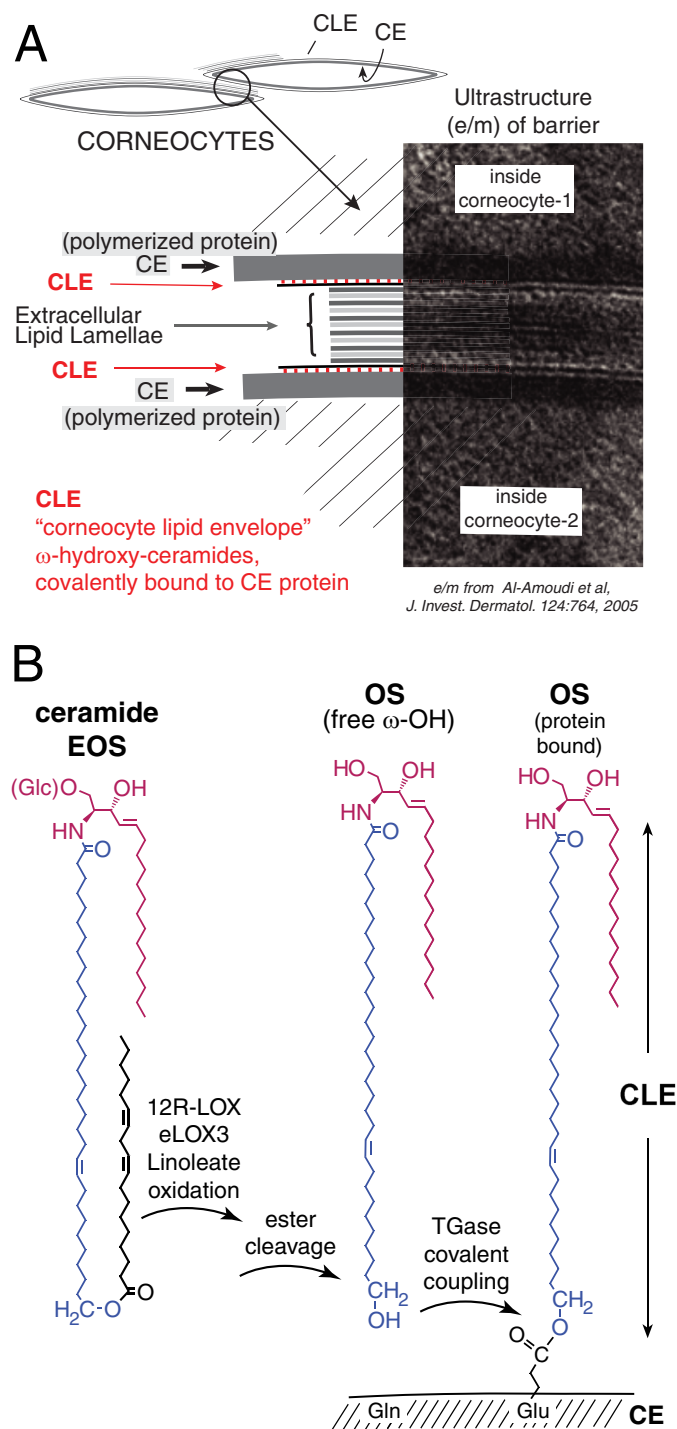 A
CLE
CE
CORNEOCYTES
Ultrastructure
(e/m) of barrier
inside
corneocyte-1
(polymerized protein)
CE
CLE
Extracellular
Lipid Lamellae
CLE
CE
(polymerized protein)
inside
corneocyte-2
CLE
“corneocyte lipid envelope”
ω-hydroxy-ceramides,
covalently bound to CE protein
e/m from Al-Amoudi et al,
J. Invest. Dermatol. 124:764, 2005
B
ceramide
EOS
OS
(free ω-OH)
OS
(protein
bound)
(Glc) O OH
HN O
HO OH
HN O
HO OH
HN O
CLE
12R-LOX
eLOX3
Linoleate
oxidation
ester
cleavage
TGase
covalent
coupling
H2C-O O
CH2
OH
CH2
O
O C
Gln Glu CE